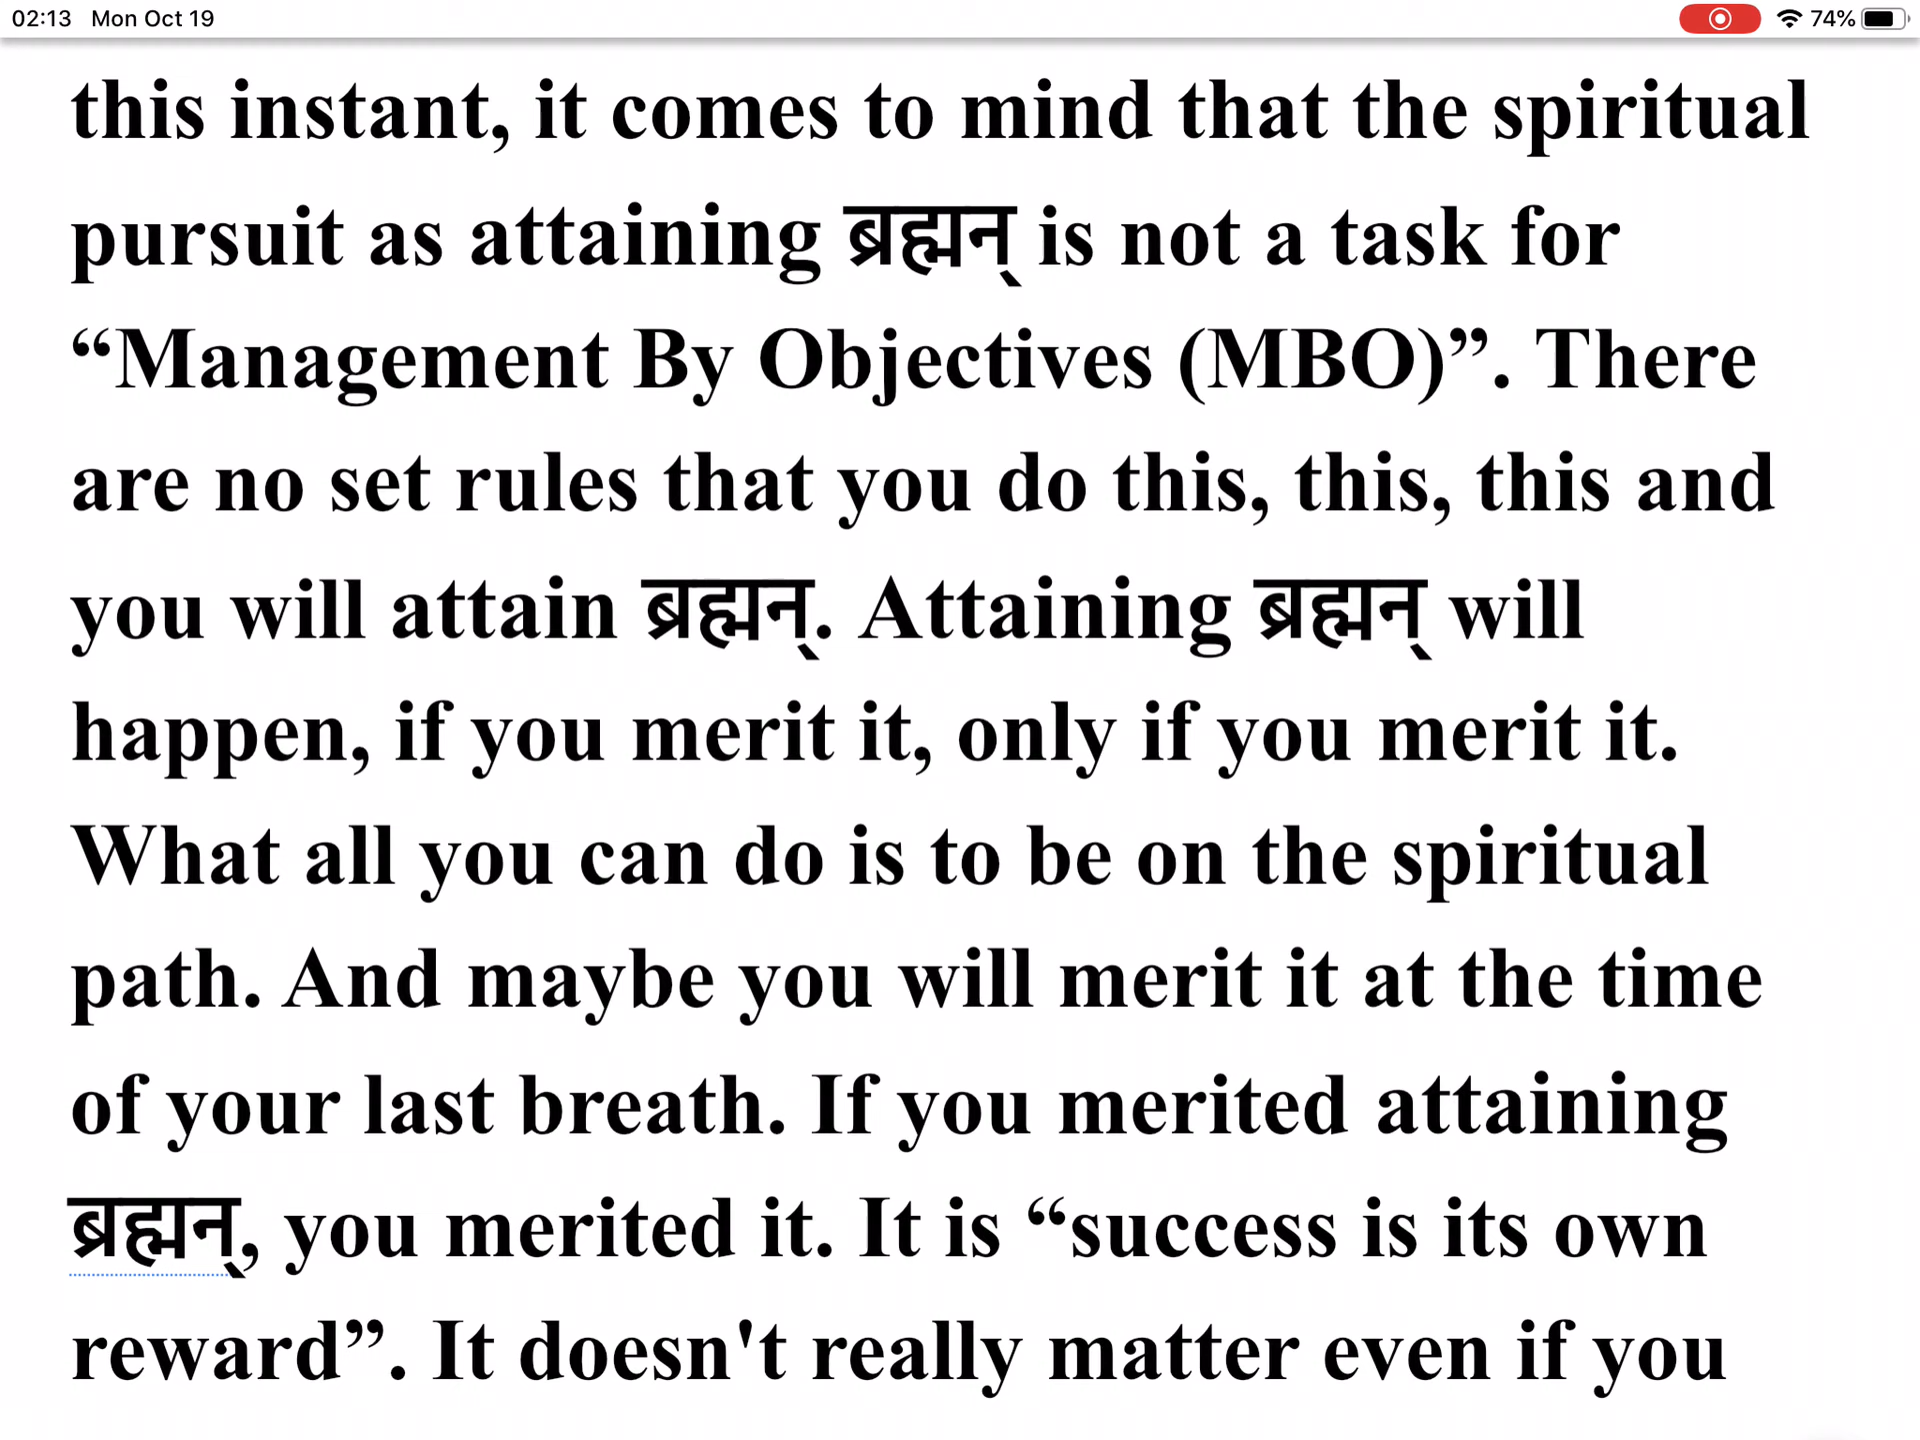 02:13 Mon Oct 19 74%
this instant, it comes to mind that the spiritual
pursuit as attaining ब्रह्मन् is not a task for
“Management By Objectives (MBO)”. There
are no set rules that you do this, this, this and
you will attain ब्रह्मन्. Attaining ब्रह्मन् will
happen, if you merit it, only if you merit it.
What all you can do is to be on the spiritual
path. And maybe you will merit it at the time
of your last breath. If you merited attaining
ब्रह्मन्, you merited it. It is “success is its own
reward”. It doesn't really matter even if you